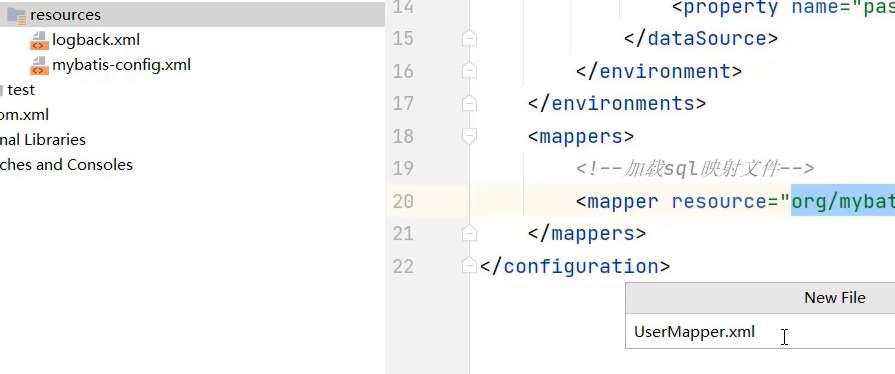 resources
logback.xml
mybatis-config.xml
test
om.xml
nal Libraries
ches and Consoles
14 <property name="pas
15 </dataSource>
16 </environment>
17 </environments>
18 <mappers>
19 <!--加载sql映射文件-->
20 <mapper resource="org/mybat
21 </mappers>
22 </configuration>
New File
UserMapper.xml